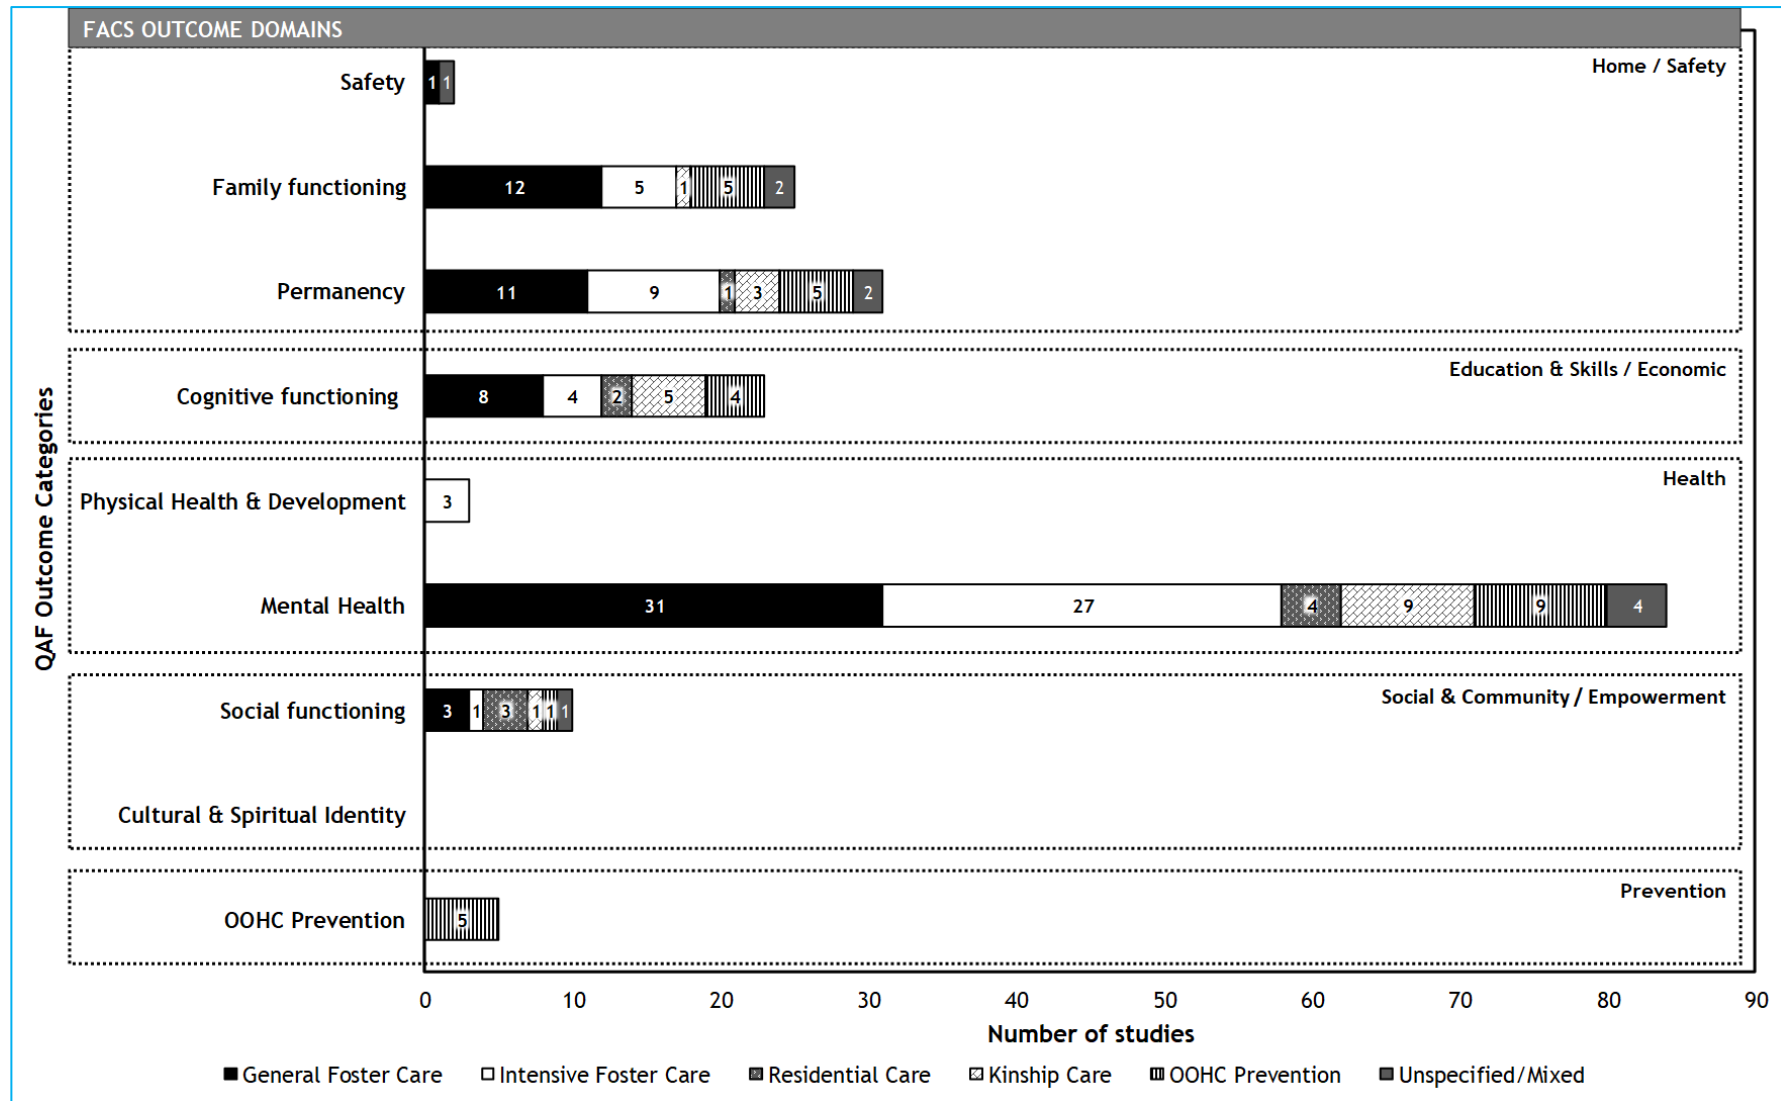 FACS OUTCOME DOMAINS
Home / Safety
Safety
1 1
Family functioning
12 5 1 5 2
Permanency
11 9 1 3 5 2
Education & Skills / Economic
Cognitive functioning
8 4 2 5 4
Health
Physical Health & Development
3
Mental Health
31 27 4 9 9 4
Social & Community / Empowerment
Social functioning
3 1 3 1 1 1
Cultural & Spiritual Identity
Prevention
OOHC Prevention
5
QAF Outcome Categories
0 10 20 30 40 50 60 70 80 90
Number of studies
General Foster Care Intensive Foster Care Residential Care Kinship Care OOHC Prevention Unspecified/Mixed